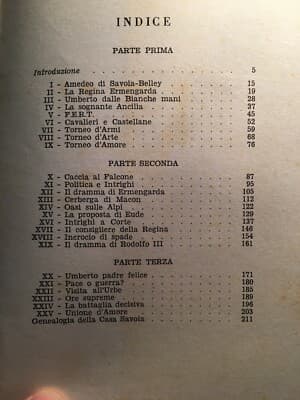 INDICE
PARTE PRIMA
Introduzione . . . . . . . . 5
I - Amedeo di Savoia-Belley . . . . 15
II - La Regina Ermengarda . . . . 19
III - Umberto dalle Bianche mani . . . . 28
IV - La sognante Ancilla . . . . 37
V - F.E.R.T. . . . . . . 45
VI - Cavalieri e Castellane . . . . 52
VII - Torneo d'Armi . . . . . 59
VIII - Torneo d'Arte . . . . . 68
IX - Torneo d'Amore . . . . . 76
PARTE SECONDA
X - Caccia al Falcone . . . . . 87
XI - Politica e Intrighi . . . . . 95
XII - Il dramma di Ermengarda . . . . 105
XIII - Cerberga di Macon . . . . . 112
XIV - Oasi sulle Alpi . . . . . 122
XV - La proposta di Eude . . . . . 129
XVI - Intrighi a Corte . . . . . 137
XVII - Il consigliere della Regina . . . . 146
XVIII - Incrocio di spade . . . . . 154
XIX - Il dramma di Rodolfo III . . . . 161
PARTE TERZA
XX - Umberto padre felice . . . . 171
XXI - Pace o guerra? . . . . . 180
XXII - Visita all'Urbe . . . . . 185
XXIII - Ore supreme . . . . . 189
XXIV - La battaglia decisiva . . . . 196
XXV - Unione d'Amore . . . . . 203
Genealogia della Casa Savoia . . . . . 211